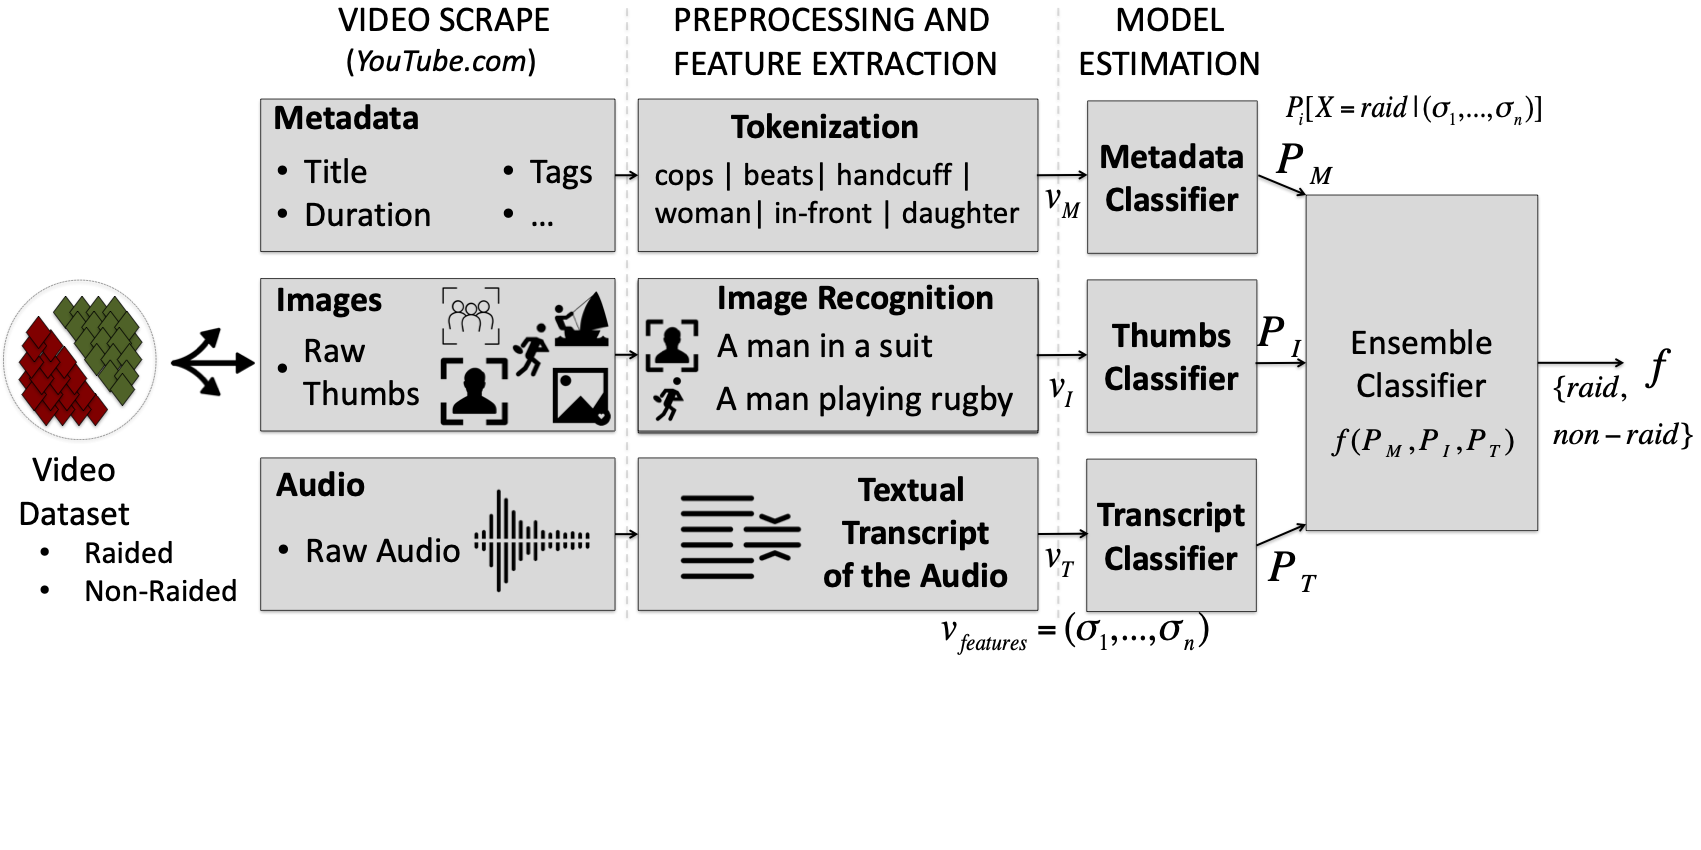 VIDEO SCRAPE
(YouTube.com)
PREPROCESSING AND
FEATURE EXTRACTION
MODEL
ESTIMATION
Metadata
• Title
• Duration
• Tags
• ...
Tokenization
cops | beats| handcuff |
woman| in-front | daughter
v_M
Metadata
Classifier
P_i[X = raid | (σ_1,...,σ_n)]
P_M
Images
• Raw
Thumbs
Image Recognition
A man in a suit
A man playing rugby
v_I
Thumbs
Classifier
P_I
Ensemble
Classifier
f(P_M,P_I,P_T)
f
{raid,
non−raid}
Video
Dataset
• Raided
• Non-Raided
Audio
• Raw Audio
Textual
Transcript
of the Audio
v_T
Transcript
Classifier
P_T
v_features = (σ_1,...,σ_n)